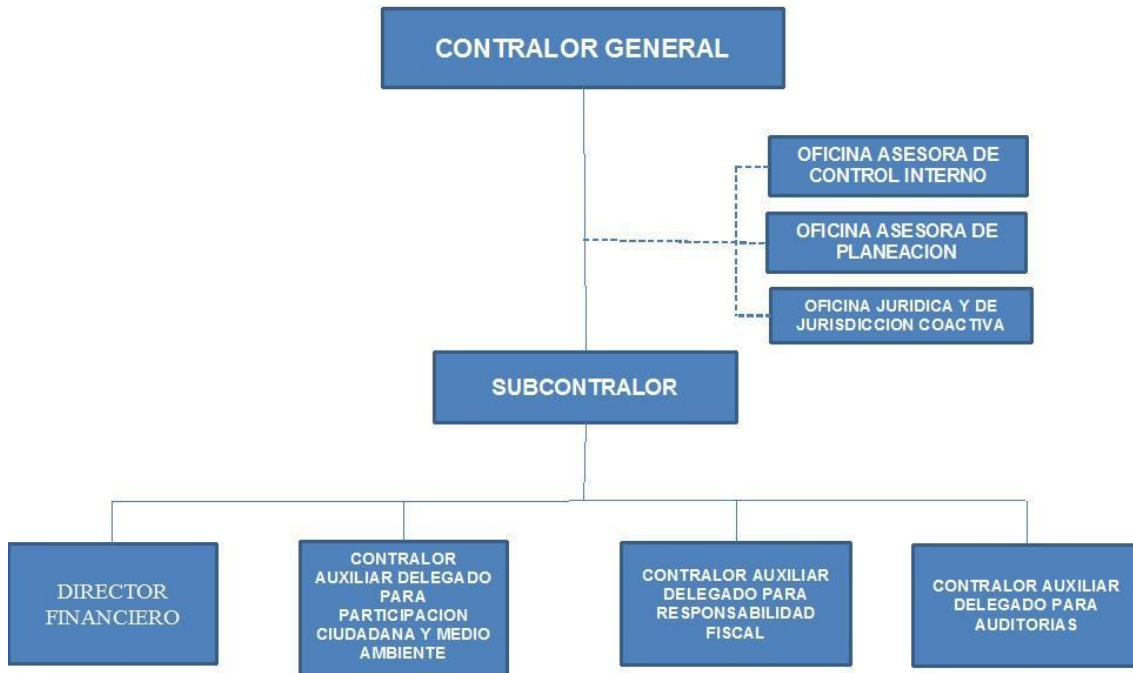 CONTRALOR GENERAL
OFICINA ASESORA DE
CONTROL INTERNO
OFICINA ASESORA DE
PLANEACION
OFICINA JURIDICA Y DE
JURISDICCION COACTIVA
SUBCONTRALOR
DIRECTOR
FINANCIERO
CONTRALOR
AUXILIAR DELEGADO
PARA
PARTICIPACION
CIUDADANA Y MEDIO
AMBIENTE
CONTRALOR AUXILIAR
DELEGADO PARA
RESPONSABILIDAD
FISCAL
CONTRALOR AUXILIAR
DELEGADO PARA
AUDITORIAS